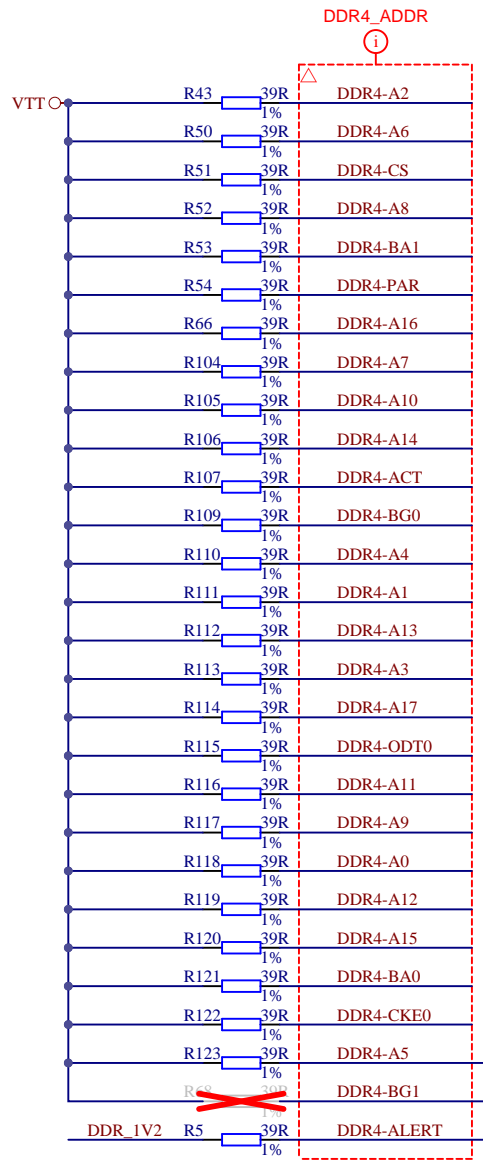 DDR4_ADDR
i
VTT
R43 39R DDR4-A2
1%
R50 39R DDR4-A6
1%
R51 39R DDR4-CS
1%
R52 39R DDR4-A8
1%
R53 39R DDR4-BA1
1%
R54 39R DDR4-PAR
1%
R66 39R DDR4-A16
1%
R104 39R DDR4-A7
1%
R105 39R DDR4-A10
1%
R106 39R DDR4-A14
1%
R107 39R DDR4-ACT
1%
R109 39R DDR4-BG0
1%
R110 39R DDR4-A4
1%
R111 39R DDR4-A1
1%
R112 39R DDR4-A13
1%
R113 39R DDR4-A3
1%
R114 39R DDR4-A17
1%
R115 39R DDR4-ODT0
1%
R116 39R DDR4-A11
1%
R117 39R DDR4-A9
1%
R118 39R DDR4-A0
1%
R119 39R DDR4-A12
1%
R120 39R DDR4-A15
1%
R121 39R DDR4-BA0
1%
R122 39R DDR4-CKE0
1%
R123 39R DDR4-A5
1%
R68 39R DDR4-BG1
1%
DDR_1V2 R5 39R DDR4-ALERT
1%